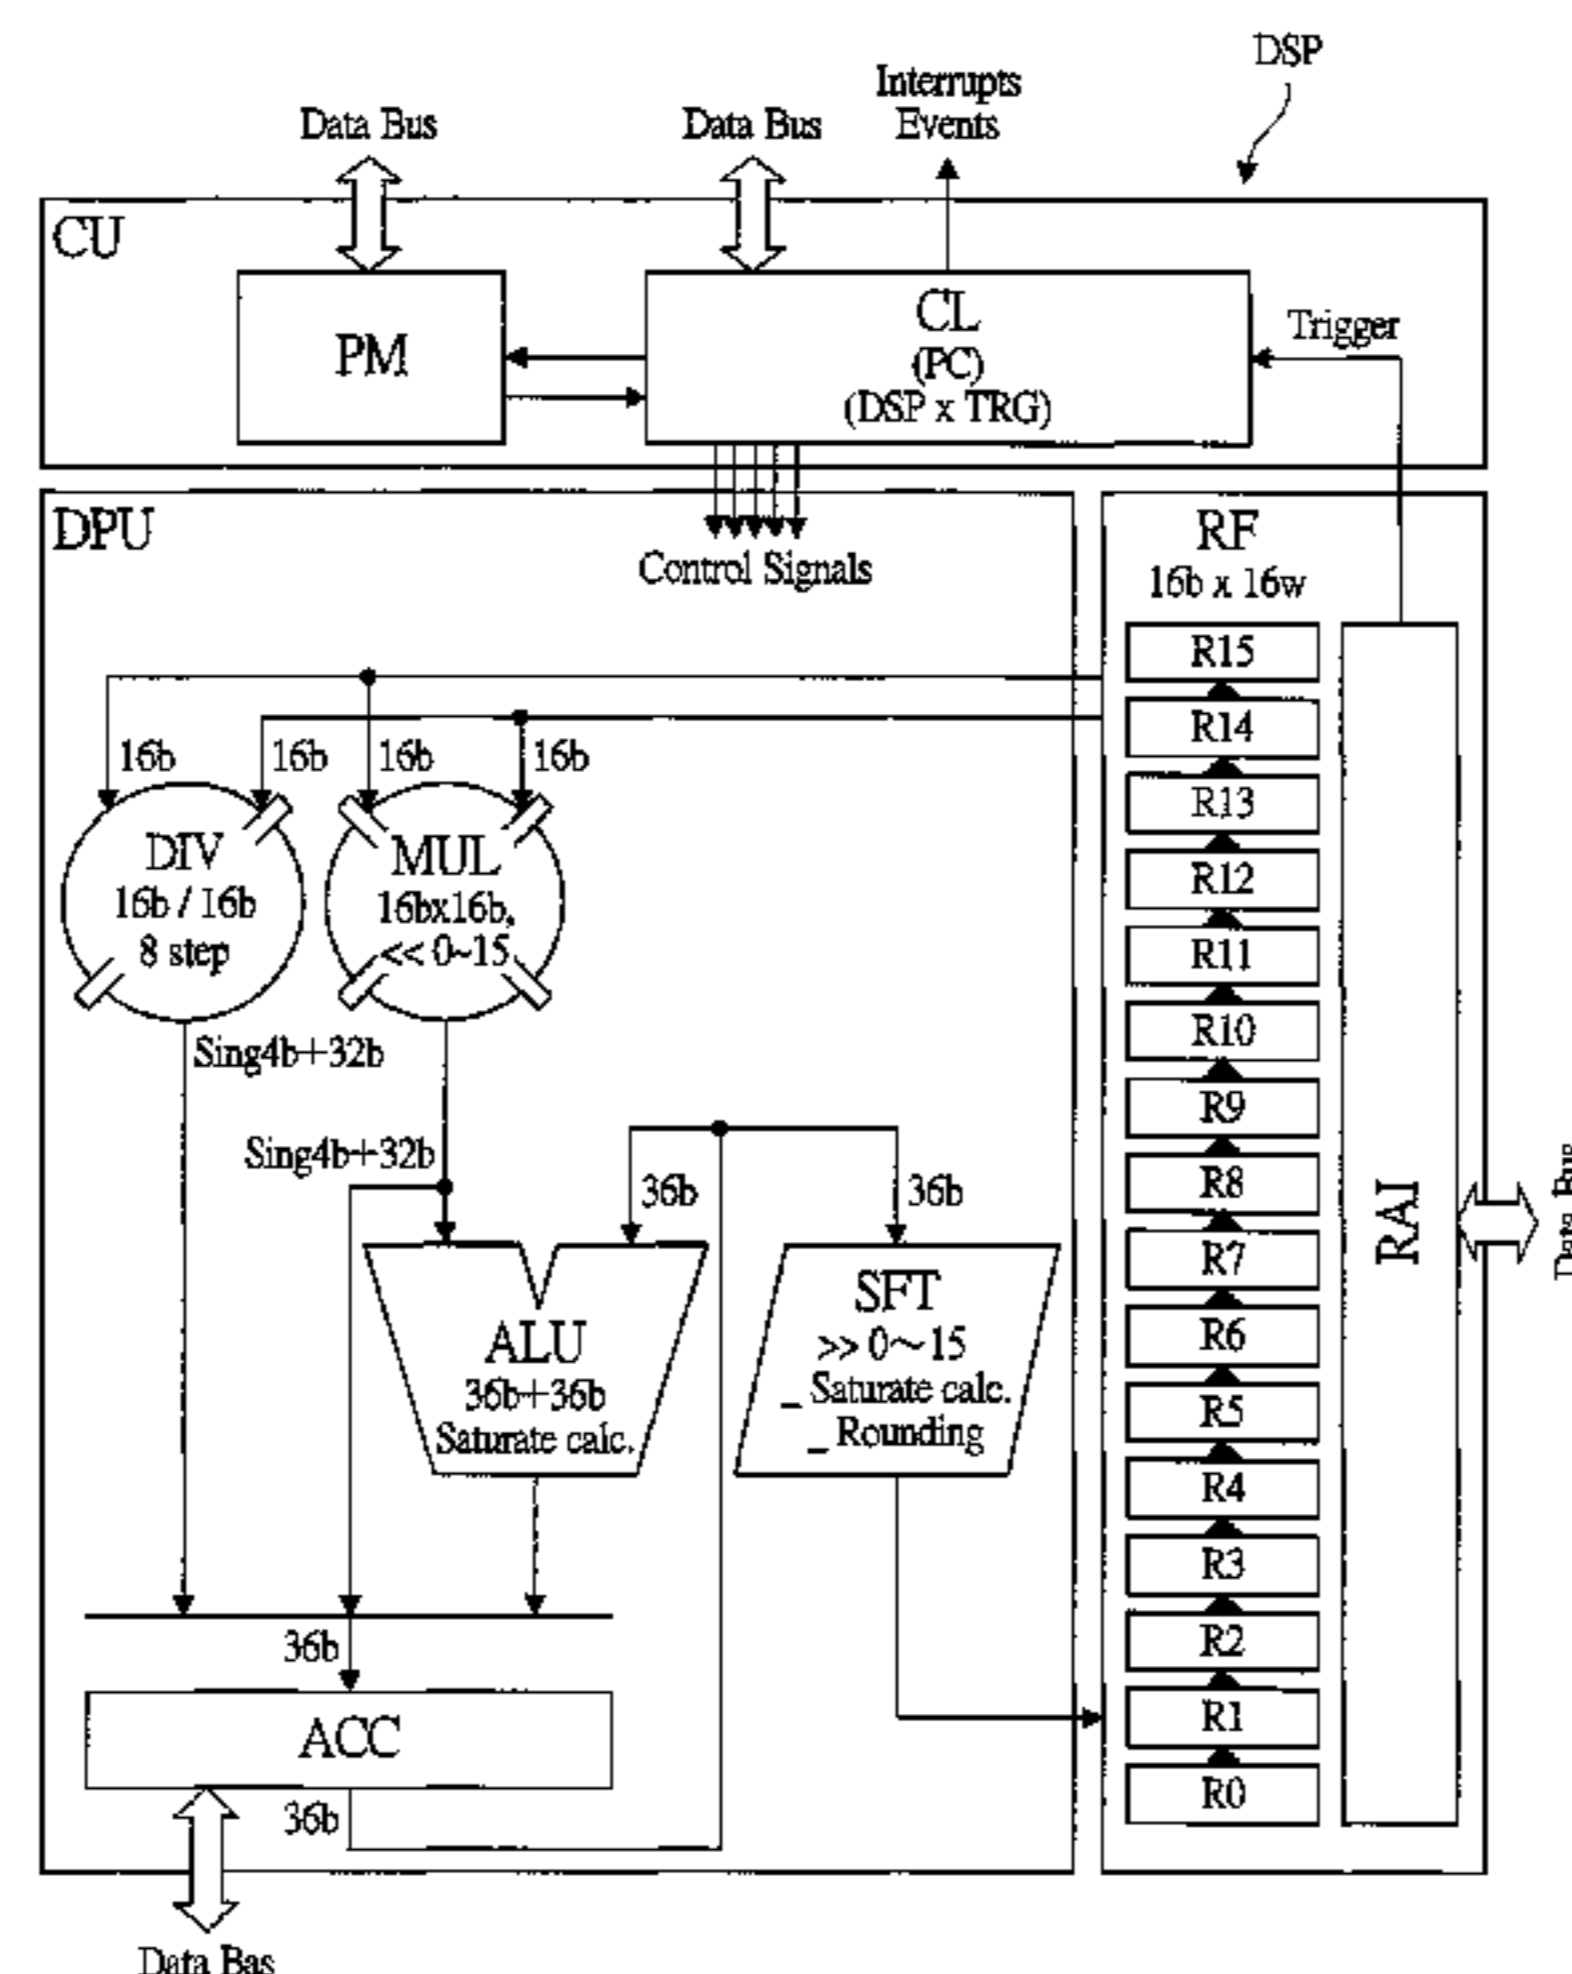 DSP
Interrupts
Events
Data Bus
Data Bus
CU
PM
CL
(PC)
(DSP x TRG)
Trigger
DPU
Control Signals
RF
16b x 16w
16b
16b
16b
16b
DIV
16b / 16b
8 step
MUL
16bx16b,
<< 0~15
Sing4b+32b
Sing4b+32b
36b
36b
ALU
36b+36b
Saturate calc.
SFT
>> 0～15
_ Saturate calc.
_ Rounding
36b
ACC
36b
Data Bas
R15
R14
R13
R12
R11
R10
R9
R8
R7
R6
R5
R4
R3
R2
R1
R0
RAI
Data Bus